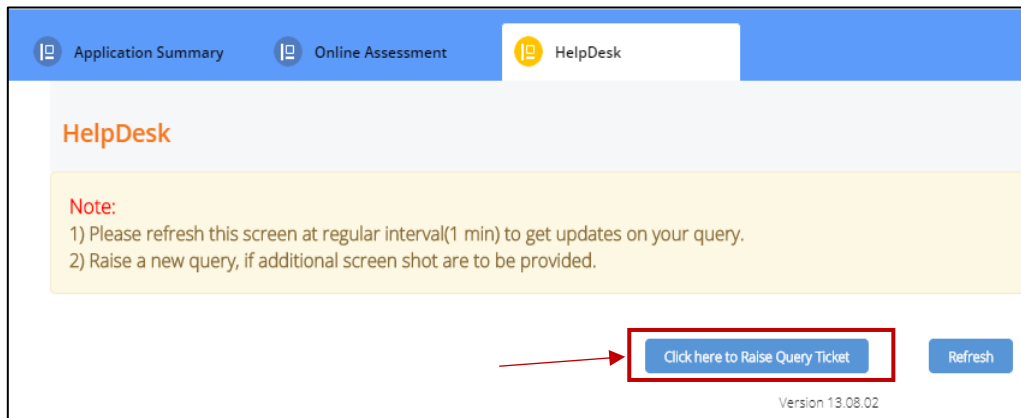 Application Summary Online Assessment HelpDesk
HelpDesk
Note:
1) Please refresh this screen at regular interval(1 min) to get updates on your query.
2) Raise a new query, if additional screen shot are to be provided.
Click here to Raise Query Ticket Refresh
Version 13.08.02